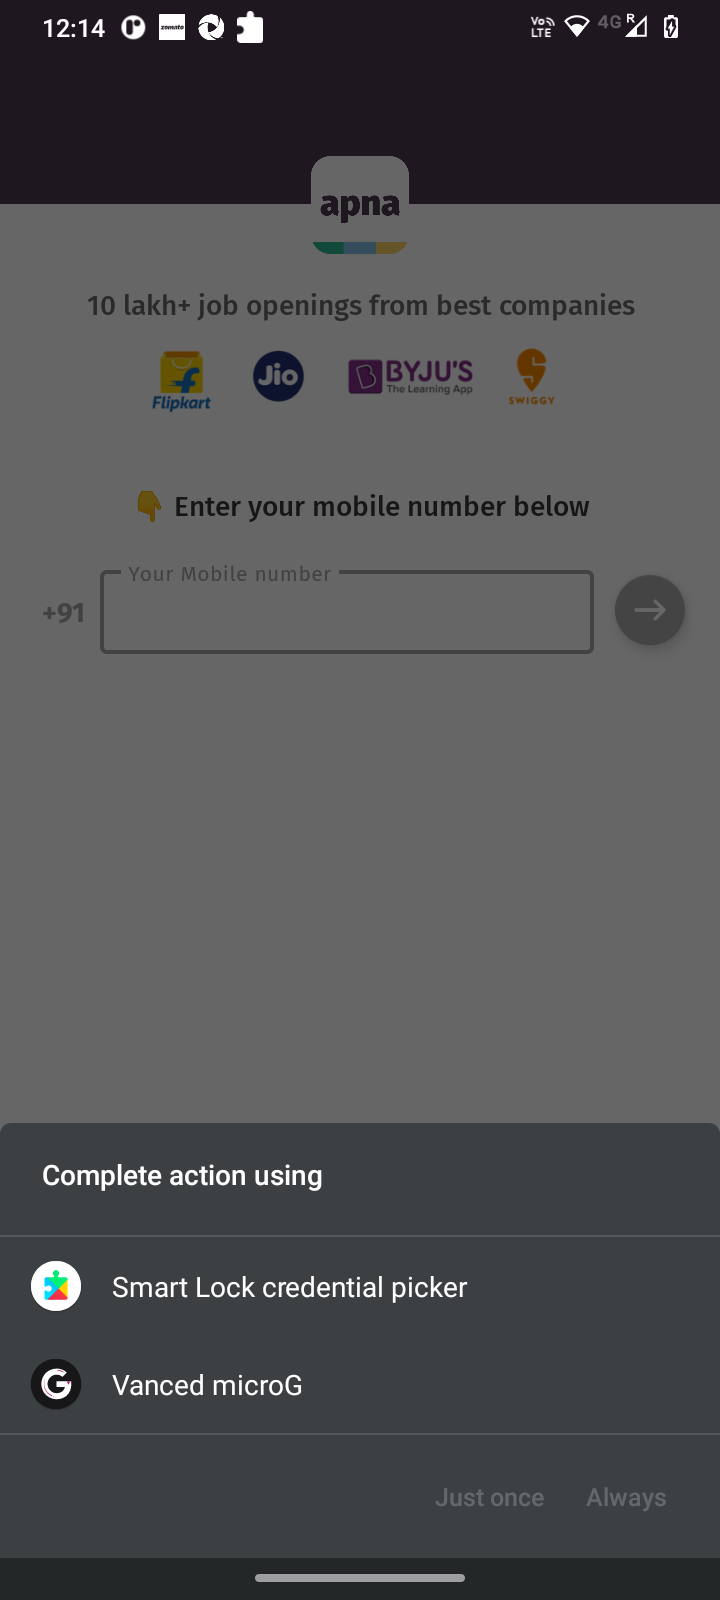 12:14
zomato
Vo)) LTE
4G
R
apna
10 lakh+ job openings from best companies
Flipkart
Jio
BYJU'S
The Learning App
SWIGGY
👇 Enter your mobile number below
Your Mobile number
+91
Complete action using
Smart Lock credential picker
Vanced microG
Just once
Always